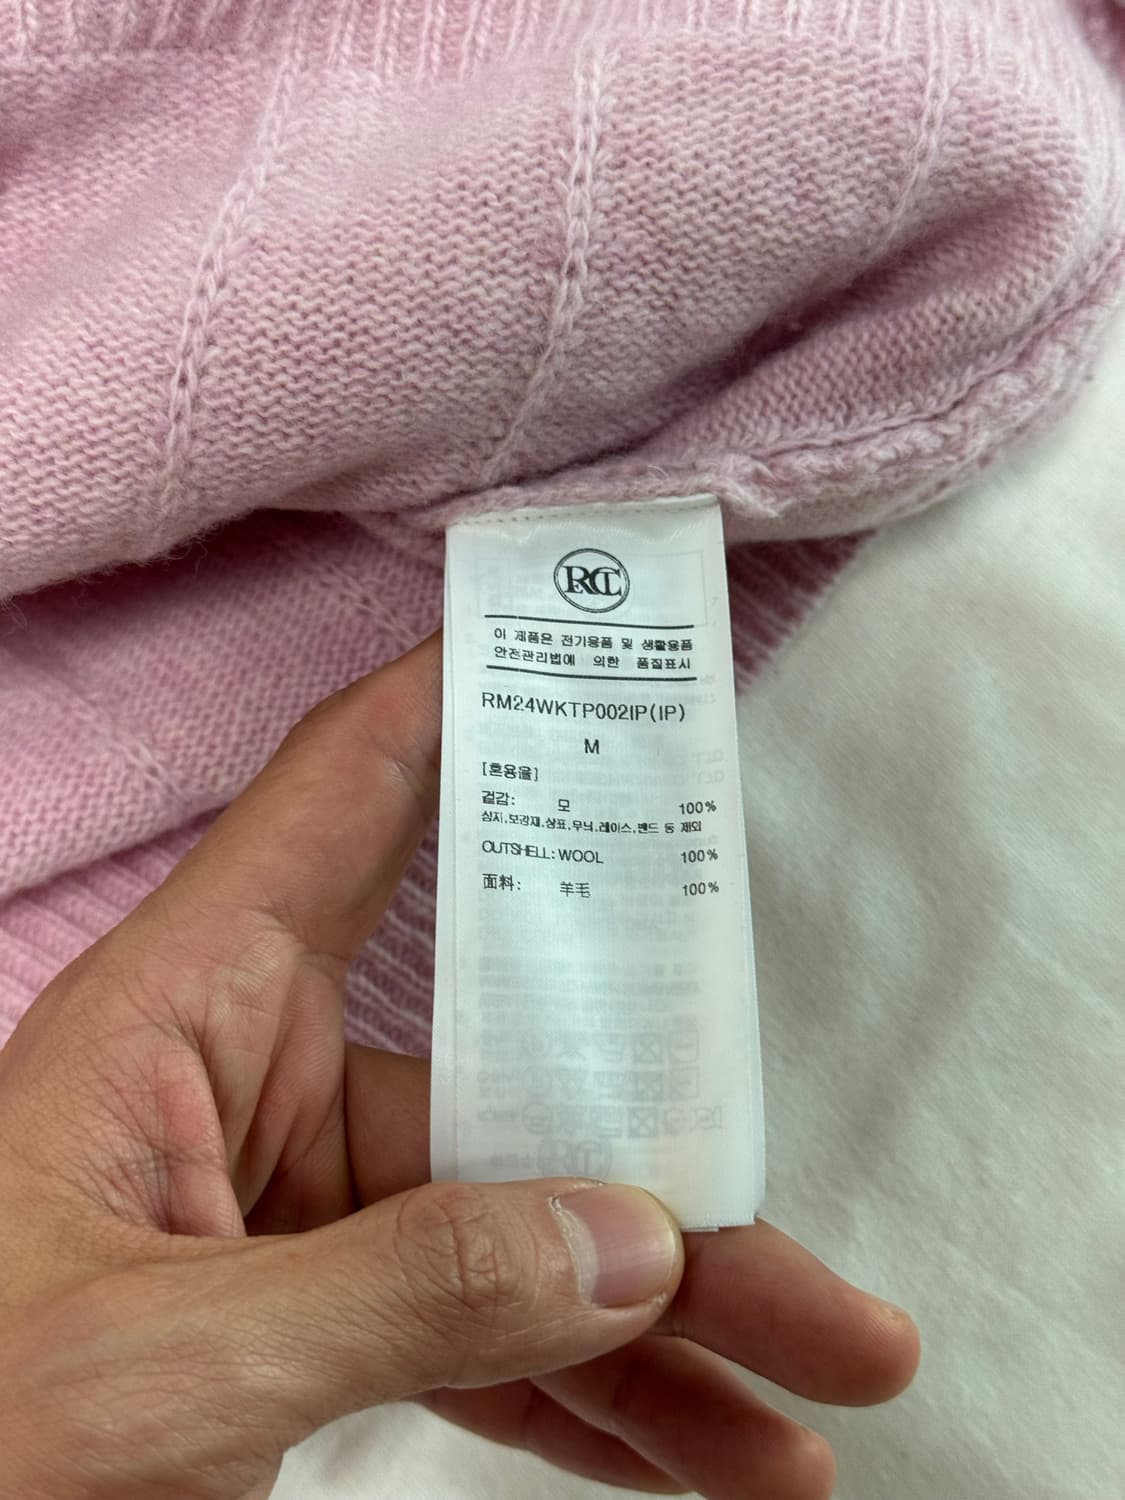 RCT
이 제품은 전기용품 및 생활용품
안전관리법에 의한 품질표시
RM24WKTP002IP(IP)
M
[혼용율]
겉감: 모 100%
심지,보강재,상표,무늬,레이스,밴드 등 제외
OUTSHELL: WOOL 100%
面料: 羊毛 100%